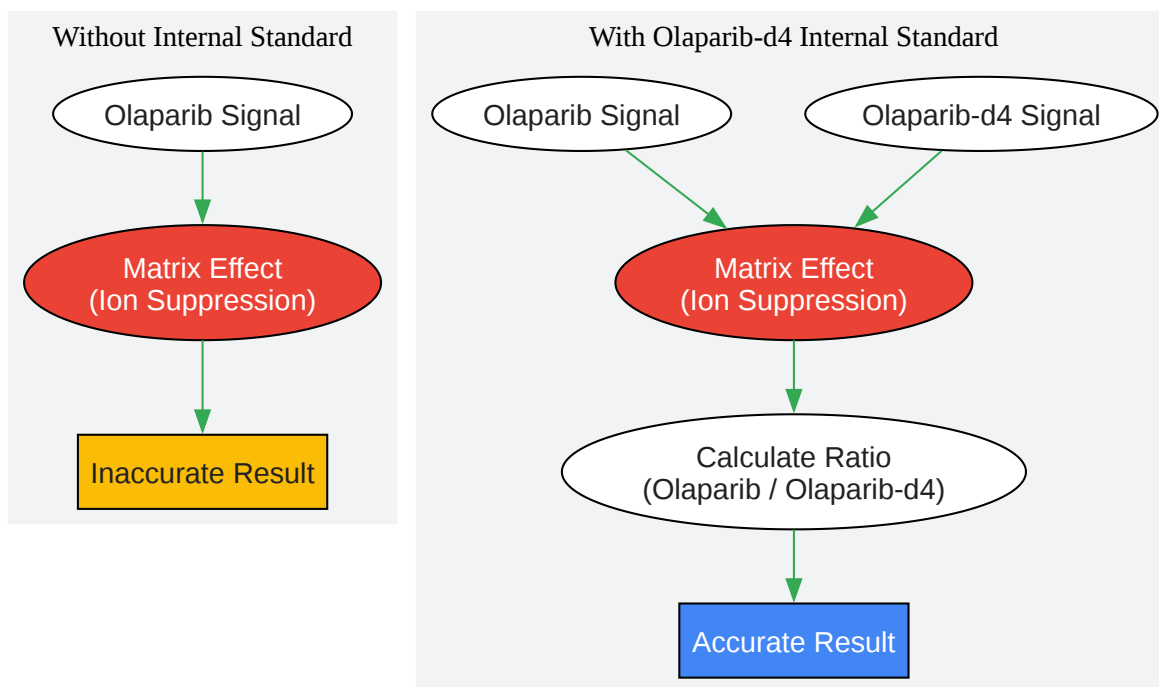 Without Internal Standard
Olaparib Signal
Matrix Effect
(Ion Suppression)
Inaccurate Result
With Olaparib-d4 Internal Standard
Olaparib Signal
Olaparib-d4 Signal
Matrix Effect
(Ion Suppression)
Calculate Ratio
(Olaparib / Olaparib-d4)
Accurate Result